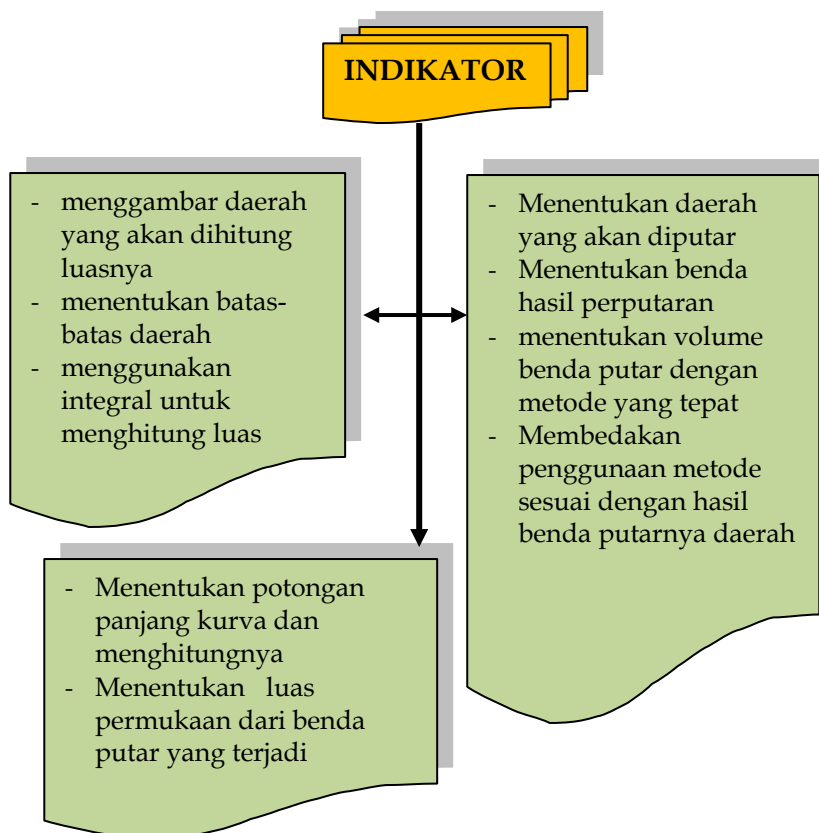 INDIKATOR
- menggambar daerah
yang akan dihitung
luasnya
- menentukan batas-
batas daerah
- menggunakan
integral untuk
menghitung luas
- Menentukan daerah
yang akan diputar
- Menentukan benda
hasil perputaran
- menentukan volume
benda putar dengan
metode yang tepat
- Membedakan
penggunaan metode
sesuai dengan hasil
benda putarnya daerah
- Menentukan potongan
panjang kurva dan
menghitungnya
- Menentukan luas
permukaan dari benda
putar yang terjadi